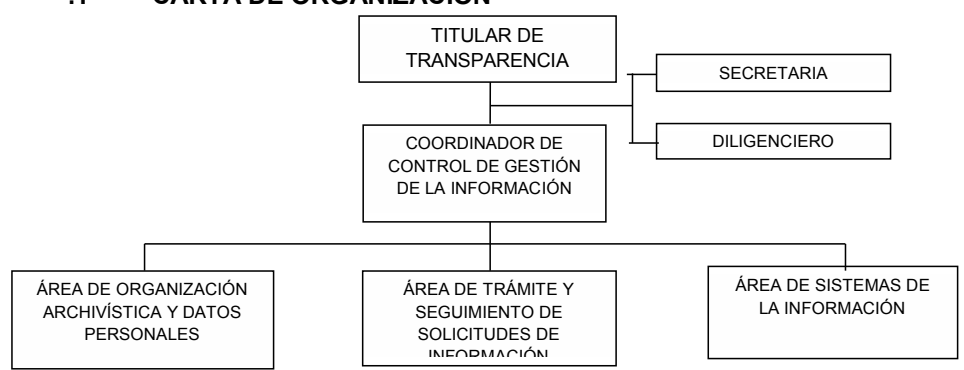 CARTA DE ORGANIZACIÓN
TITULAR DE
TRANSPARENCIA
SECRETARIA
DILIGENCIERO
COORDINADOR DE
CONTROL DE GESTIÓN
DE LA INFORMACIÓN
ÁREA DE ORGANIZACIÓN
ARCHIVÍSTICA Y DATOS
PERSONALES
ÁREA DE TRÁMITE Y
SEGUIMIENTO DE
SOLICITUDES DE
INFORMACIÓN
ÁREA DE SISTEMAS DE
LA INFORMACIÓN